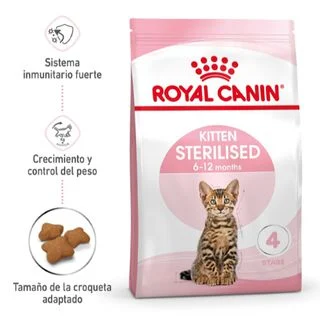 Sistema
inmunitario fuerte
Crecimiento y
control del peso
Tamaño de la croqueta
adaptado
ROYAL CANIN®
KITTEN
STERILISED
6-12 months
4
STAGE